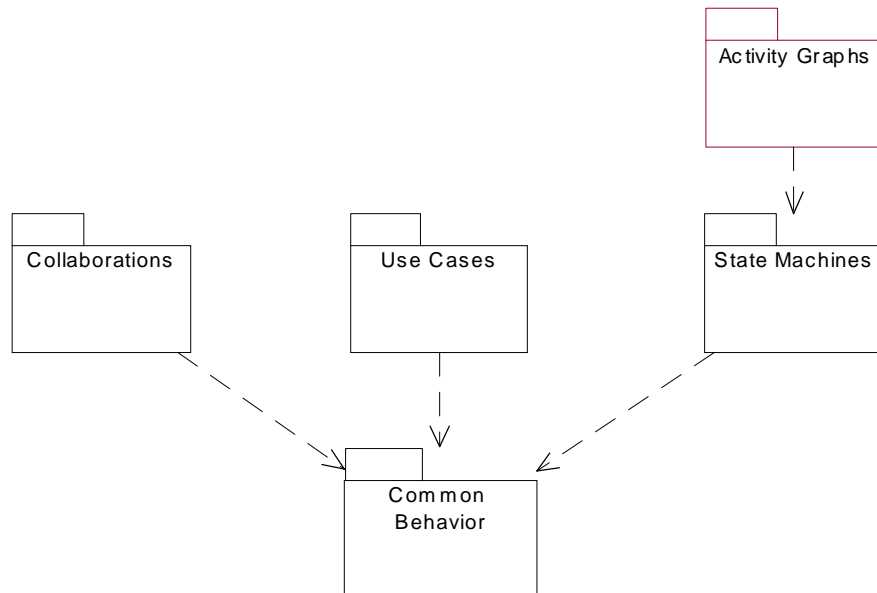 Activity Graphs
Collaborations
Use Cases
State Machines
Common
Behavior